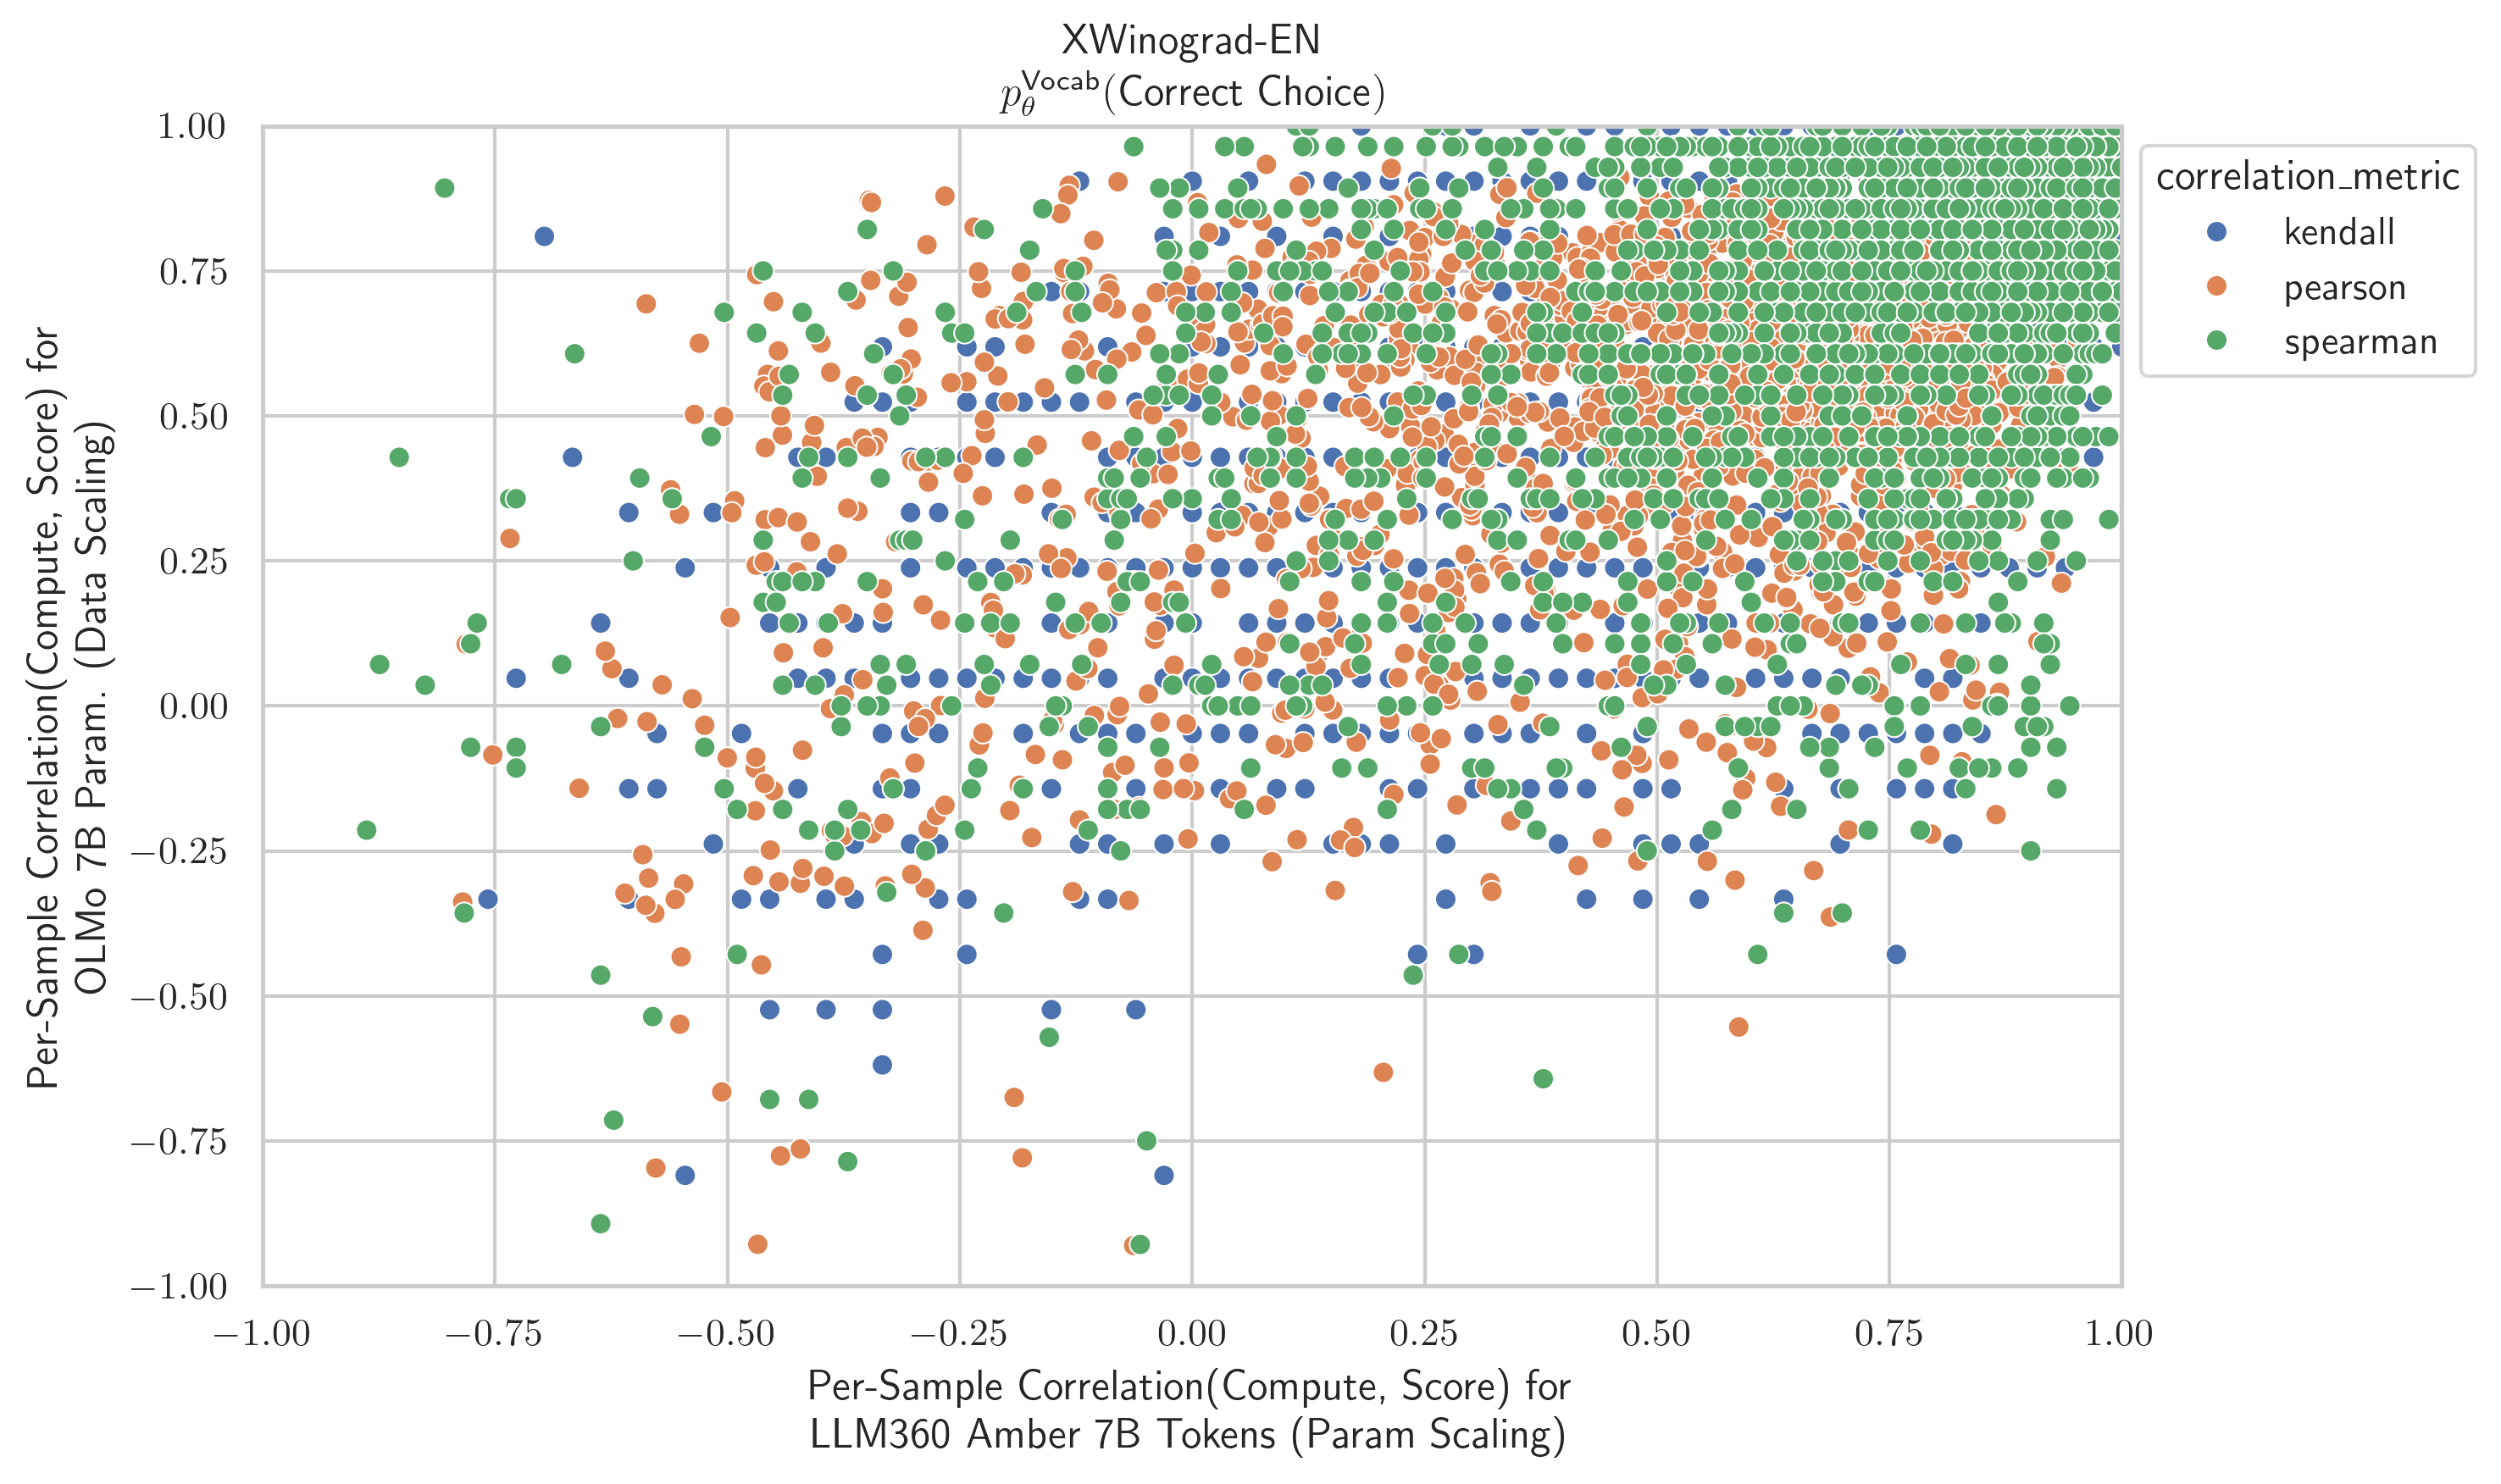 XWinograd-EN
p_θ^Vocab(Correct Choice)
1.00
0.75
0.50
0.25
0.00
−0.25
−0.50
−0.75
−1.00
Per-Sample Correlation(Compute, Score) for
OLMo 7B Param. (Data Scaling)
−1.00
−0.75
−0.50
−0.25
0.00
0.25
0.50
0.75
1.00
Per-Sample Correlation(Compute, Score) for
LLM360 Amber 7B Tokens (Param Scaling)
correlation_metric
kendall
pearson
spearman